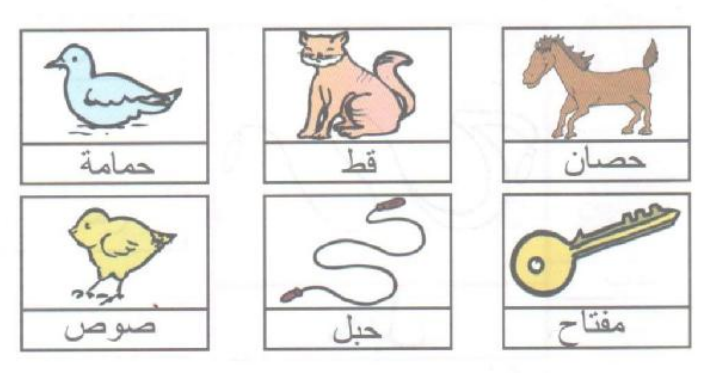 حصان
قط
حمامة
مفتاح
حبل
صوص